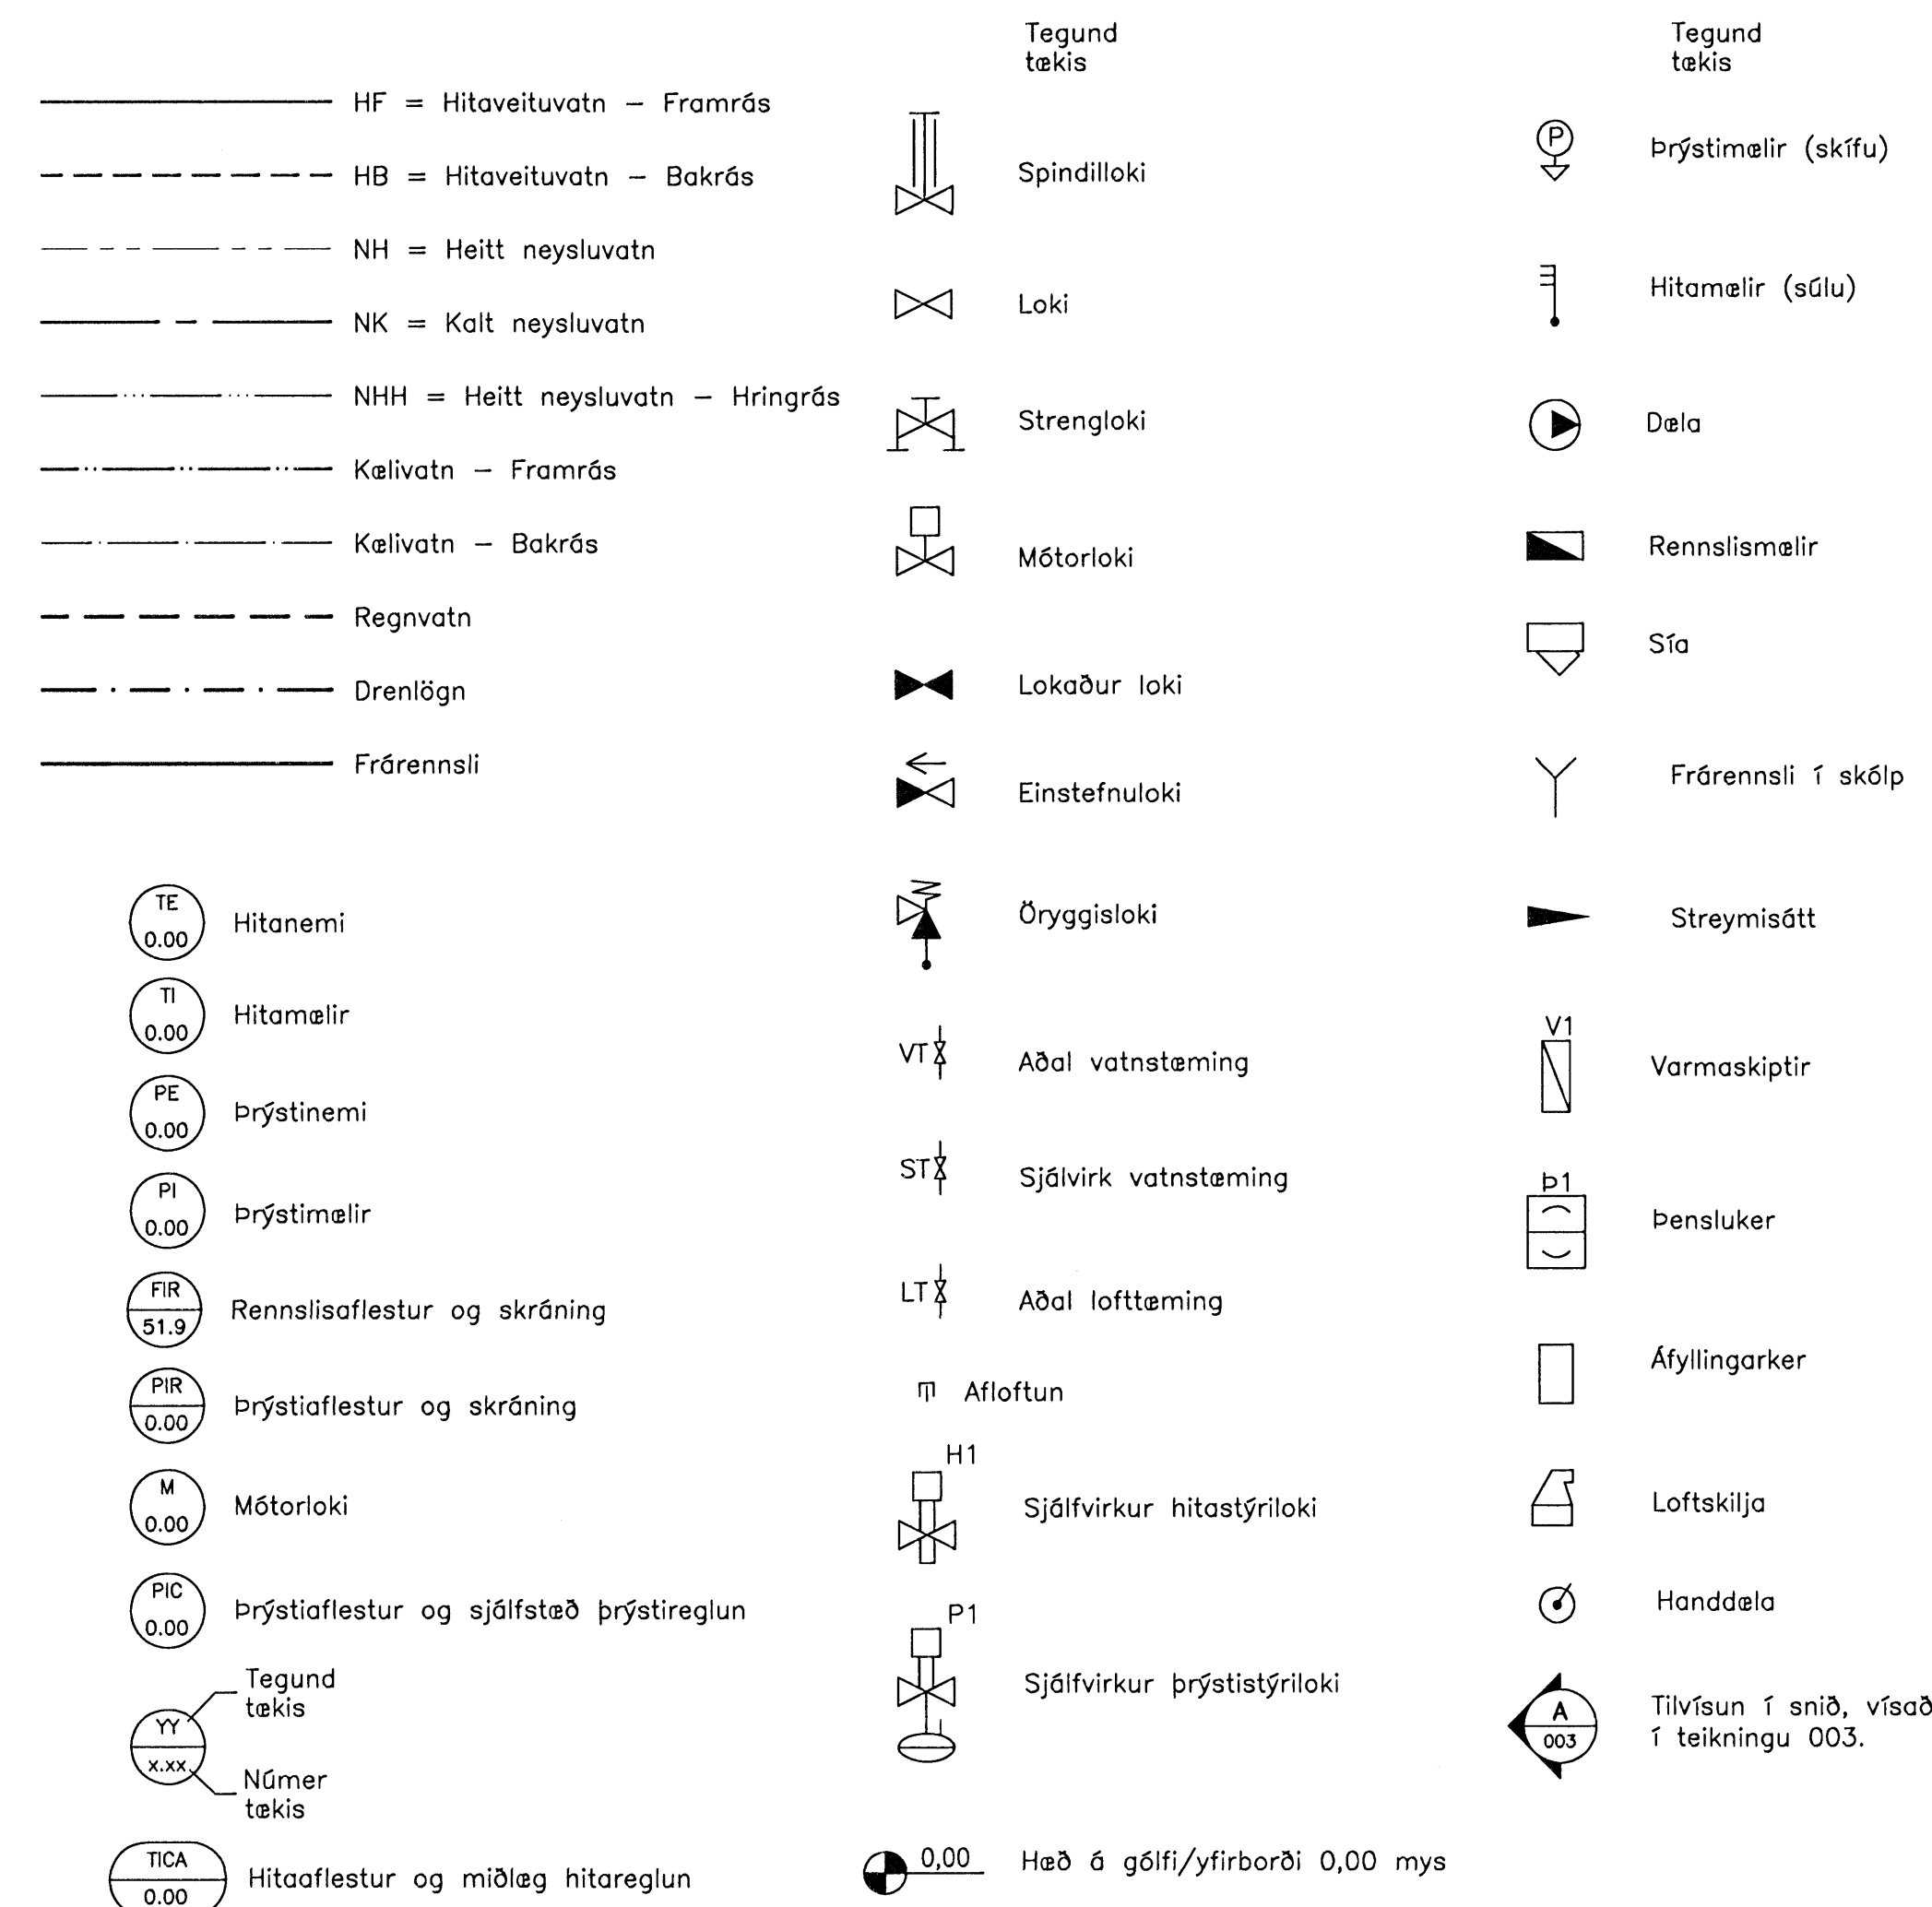 HF = Hitaveituvatn – Framrás
HB = Hitaveituvatn – Bakrás
NH = Heitt neysluvatn
NK = Kalt neysluvatn
NHH = Heitt neysluvatn – Hringrás
Kælivatn – Framrás
Kælivatn – Bakrás
Regnvatn
Drenlögn
Frárennsli
TE
0.00
Hitanemi
TI
0.00
Hitamælir
PE
0.00
Þrýstinemi
PI
0.00
Þrýstimælir
FIR
51.9
Rennslisaflestur og skráning
PIR
0.00
Þrýstiaflestur og skráning
M
0.00
Mótorloki
PIC
0.00
Þrýstiaflestur og sjálfstæð þrýstireglun
Tegund
tækis
YY
x.xx
Númer
tækis
TICA
0.00
Hitaaflestur og miðlæg hitareglun
Tegund
tækis
Spindilloki
Loki
Strengloki
Mótorloki
Lokaður loki
Einstefnuloki
Öryggisloki
VT
Aðal vatnstæming
ST
Sjálvirk vatnstæming
LT
Aðal lofttæming
Afloftun
H1
Sjálfvirkur hitastýriloki
P1
Sjálfvirkur þrýstistýriloki
0,00
Hæð á gólfi/yfirborði 0,00 mys
Tegund
tækis
P
Þrýstimælir (skífu)
Hitamælir (súlu)
Dæla
Rennslismælir
Sía
Frárennsli í skólp
Streymisátt
V1
Varmaskiptir
Þ1
Þensluker
Áfyllingarker
Loftskilja
Handdæla
A
003
Tilvísun í snið, vísað
í teikningu 003.